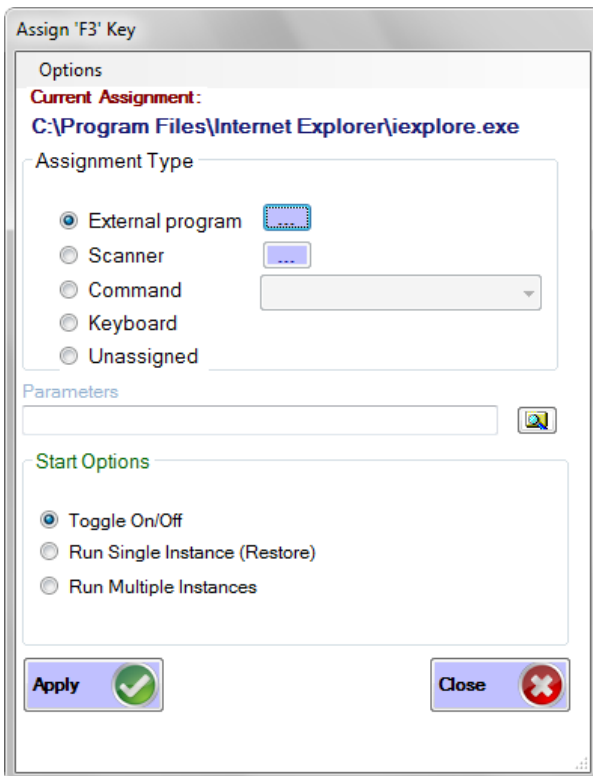 Assign 'F3' Key
Options
Current Assignment:
C:\Program Files\Internet Explorer\iexplore.exe
Assignment Type
External program ...
Scanner ...
Command
Keyboard
Unassigned
Parameters
Start Options
Toggle On/Off
Run Single Instance (Restore)
Run Multiple Instances
Apply Close